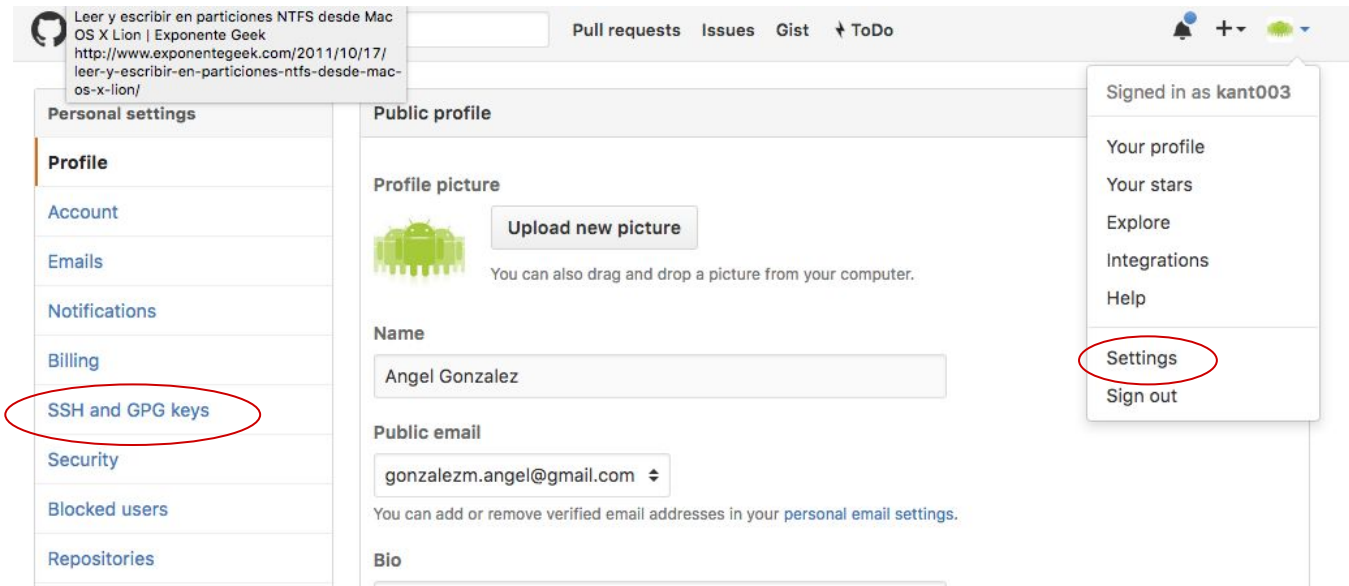 Leer y escribir en particiones NTFS desde Mac
OS X Lion | Exponente Geek
http://www.exponentegeek.com/2011/10/17/
leer-y-escribir-en-particiones-ntfs-desde-mac-
os-x-lion/
Pull requests Issues Gist ToDo
Signed in as kant003
Your profile
Your stars
Explore
Integrations
Help
Settings
Sign out
Personal settings
Profile
Account
Emails
Notifications
Billing
SSH and GPG keys
Security
Blocked users
Repositories
Public profile
Profile picture
Upload new picture
You can also drag and drop a picture from your computer.
Name
Angel Gonzalez
Public email
gonzalezm.angel@gmail.com
You can add or remove verified email addresses in your personal email settings.
Bio